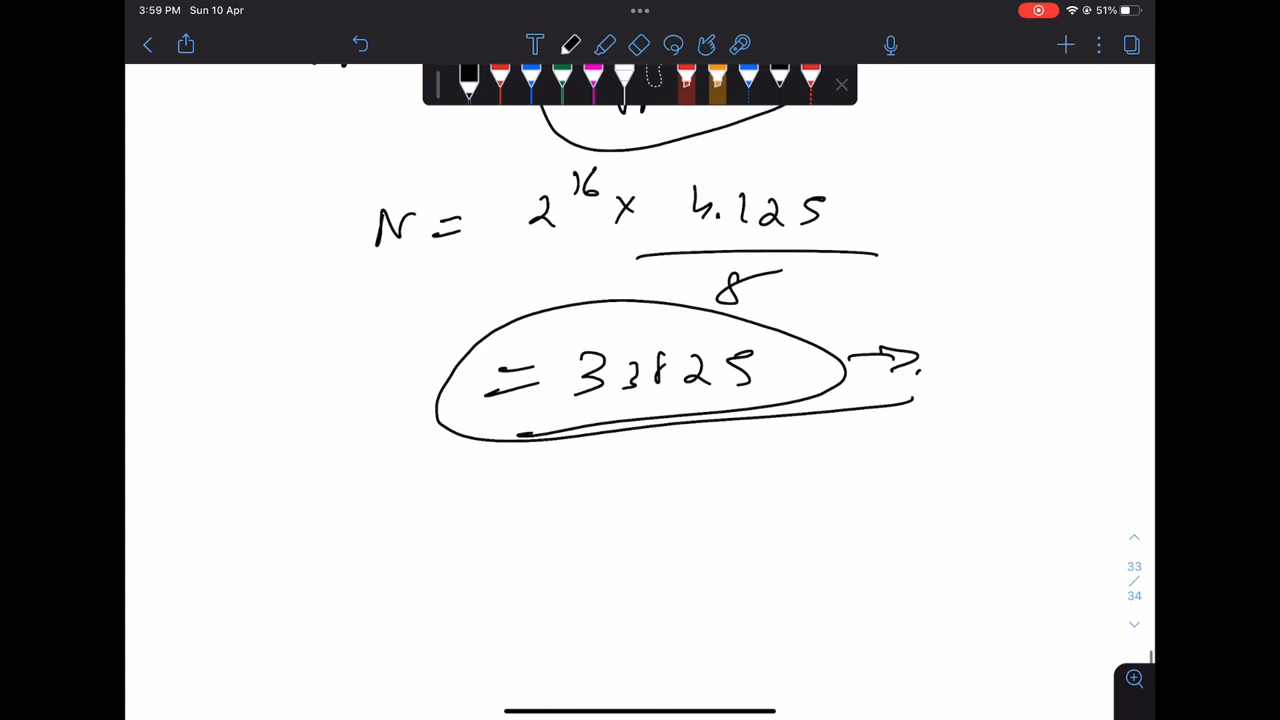 3:59 PM Sun 10 Apr
51%
T
N = 2^16 x 4.125
8
= 33825
33
/
34